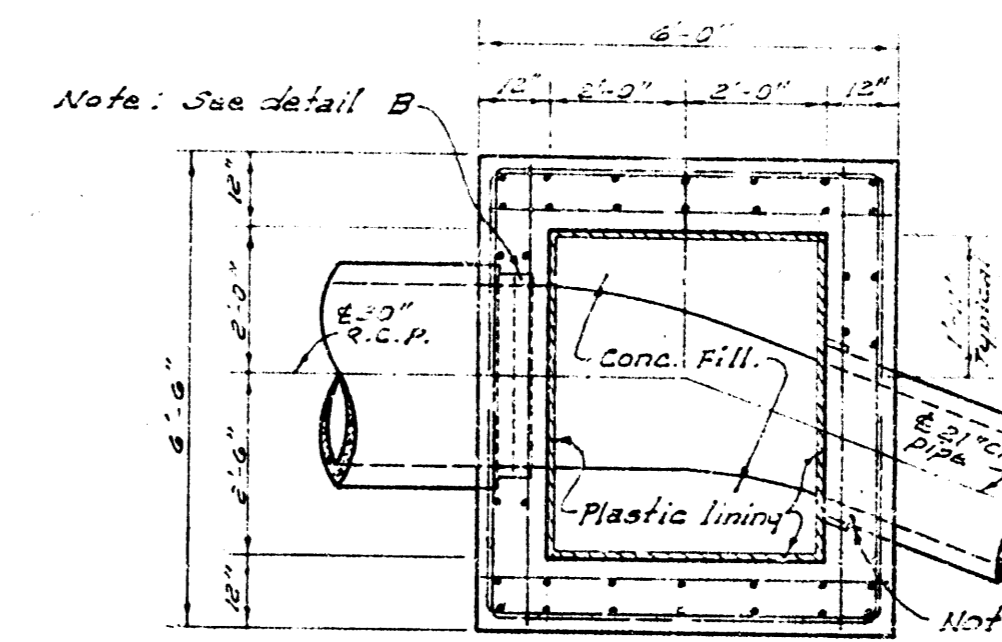 6'-0"
12" 2'-0" 2'-0" 12"
Note: See detail B
12"
2'-0"
6'-6"
2'-6"
12"
℄ 30"
R.C.P.
Conc. Fill.
Typical
℄ 21"
pipe
Plastic lining